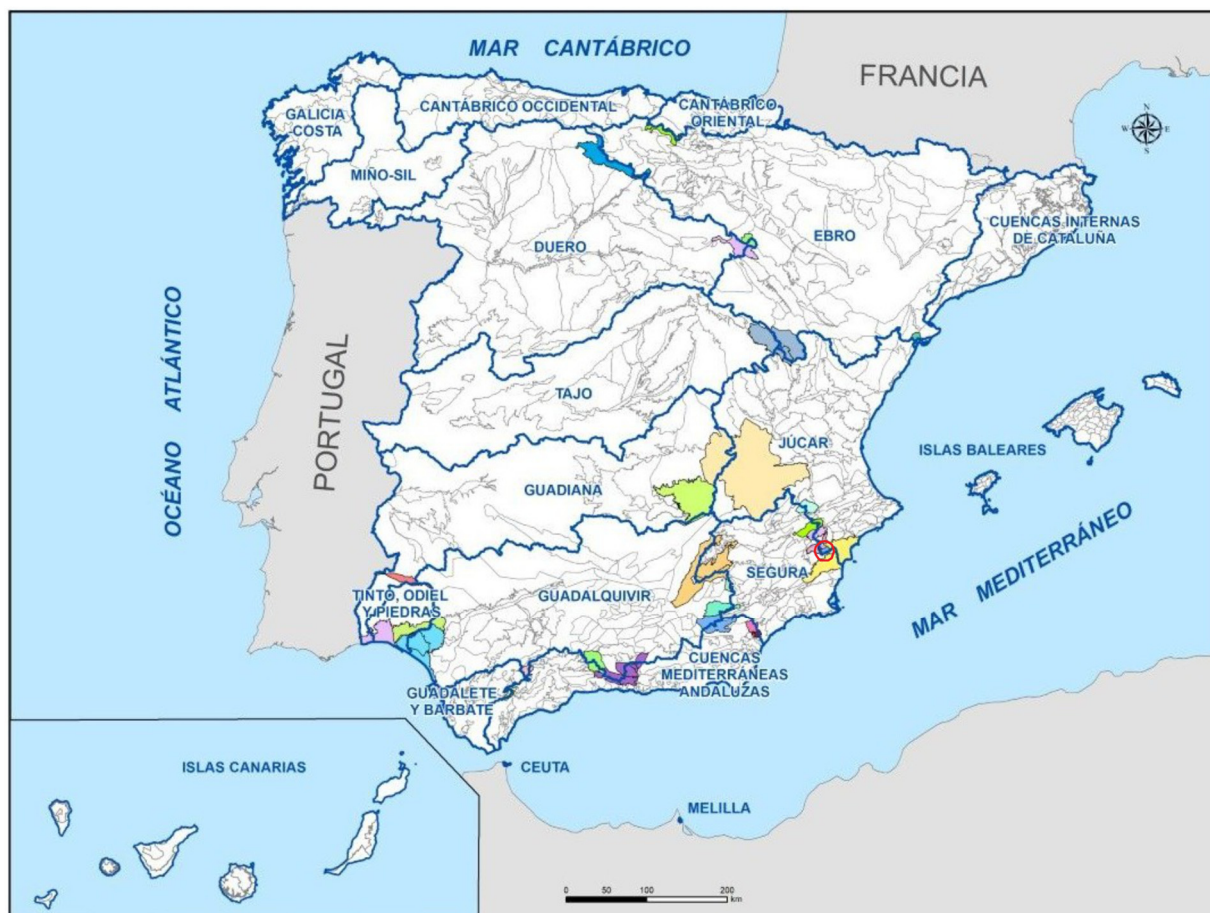 MAR CANTÁBRICO
FRANCIA
GALICIA
COSTA
CANTÁBRICO OCCIDENTAL
CANTÁBRICO
ORIENTAL
N
W E
S
MIÑO-SIL
CUENCAS INTERNAS
DE CATALUÑA
DUERO
EBRO
OCÉANO ATLÁNTICO
PORTUGAL
TAJO
JÚCAR
ISLAS BALEARES
GUADIANA
MAR MEDITERRÁNEO
SEGURA
TINTO, ODIEL
Y PIEDRAS
GUADALQUIVIR
CUENCAS
MEDITERRÁNEAS
ANDALUZAS
GUADALETE
Y BARBATE
ISLAS CANARIAS
CEUTA
MELILLA
0 50 100 200
km